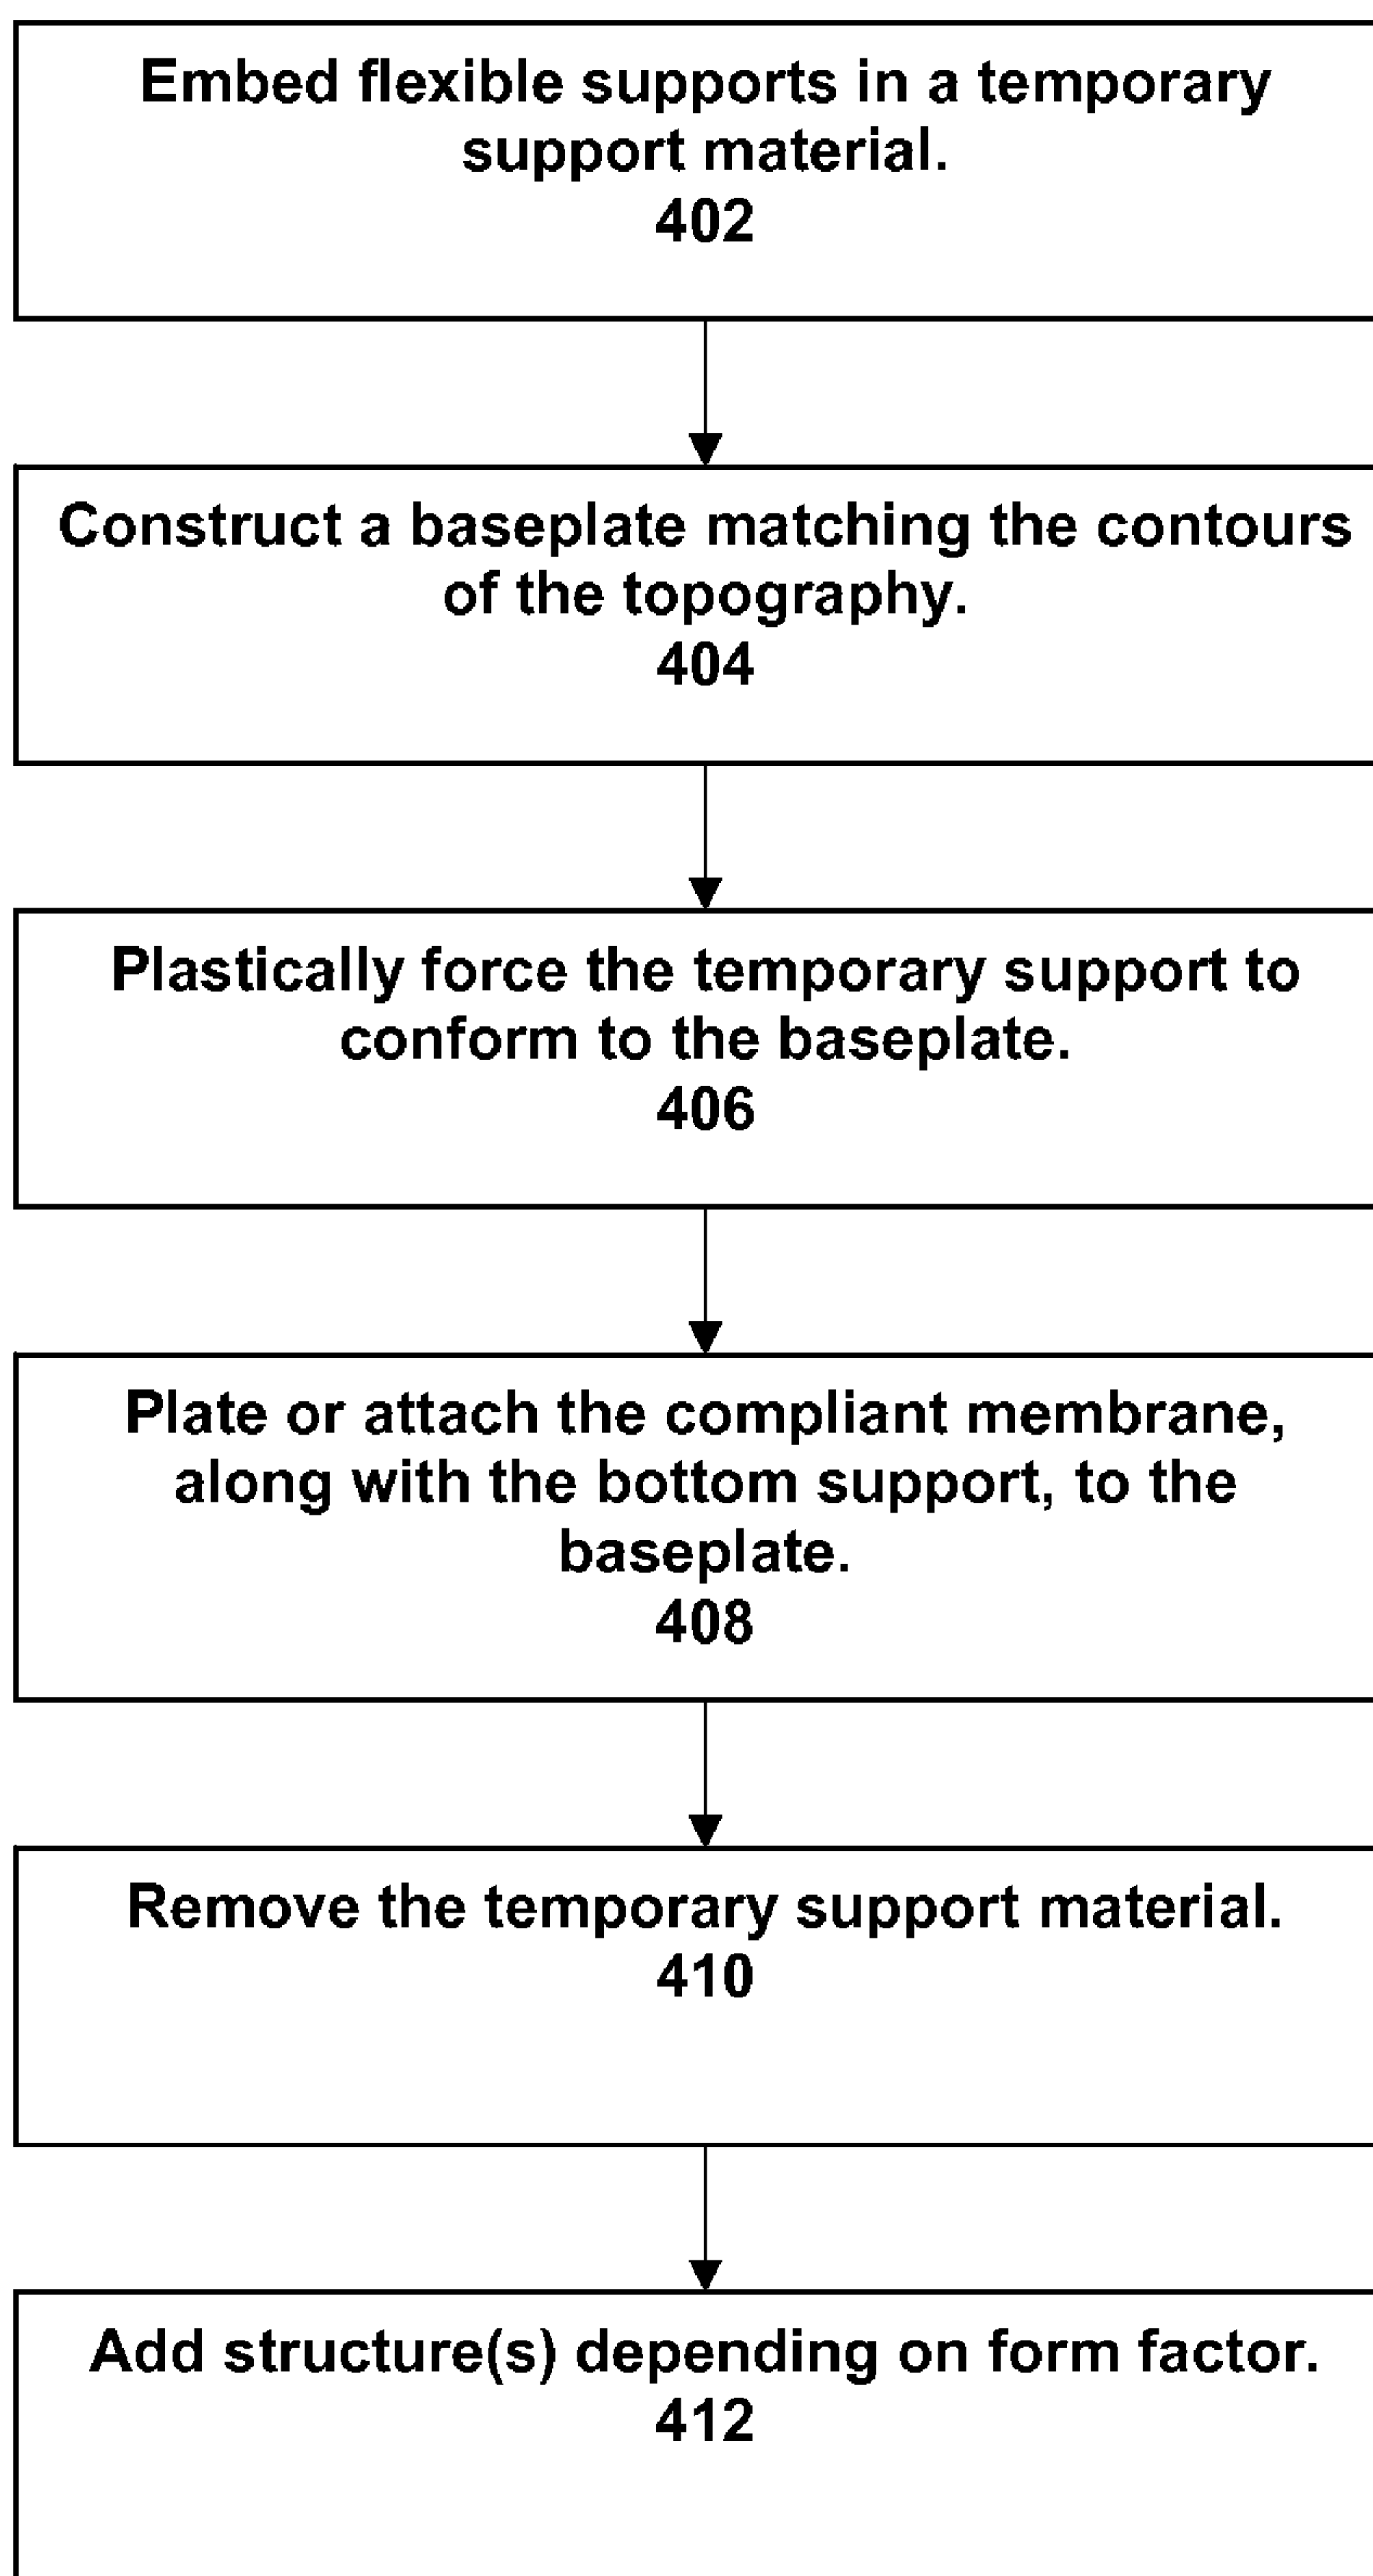 Embed flexible supports in a temporary
support material.
402
Construct a baseplate matching the contours
of the topography.
404
Plastically force the temporary support to
conform to the baseplate.
406
Plate or attach the compliant membrane,
along with the bottom support, to the
baseplate.
408
Remove the temporary support material.
410
Add structure(s) depending on form factor.
412